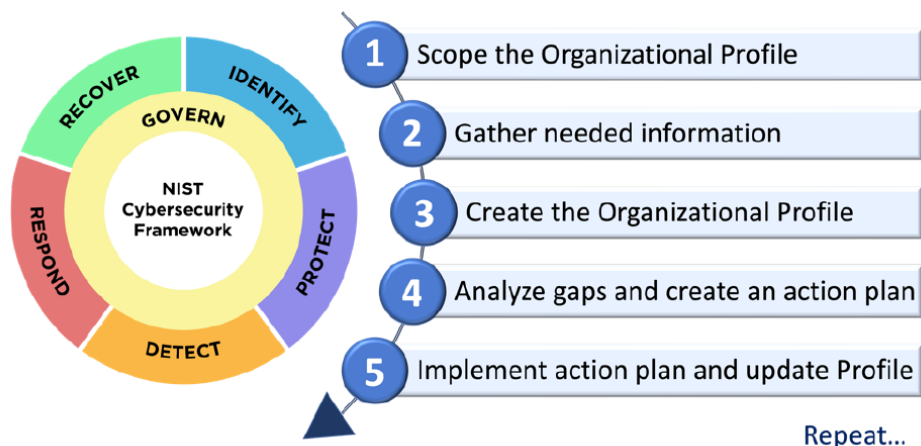 RECOVER
IDENTIFY
GOVERN
NIST
Cybersecurity
Framework
RESPOND
PROTECT
DETECT
1 Scope the Organizational Profile
2 Gather needed information
3 Create the Organizational Profile
4 Analyze gaps and create an action plan
5 Implement action plan and update Profile
Repeat...